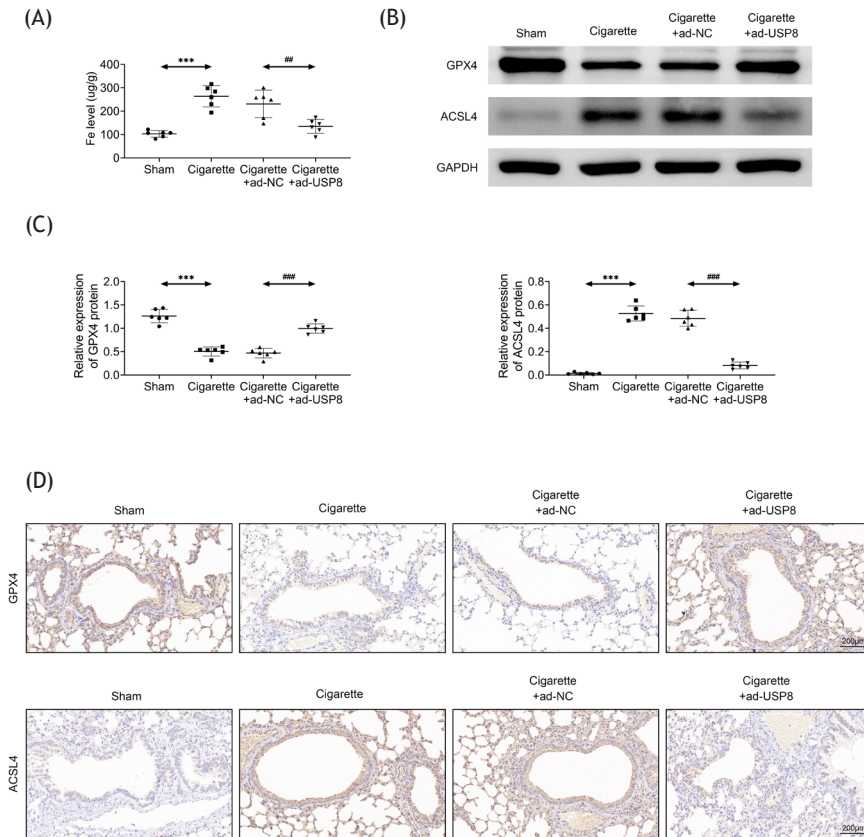 (A)
Fe level (ug/g)
400
300
200
100
0
***
##
Sham
Cigarette
Cigarette
+ad-NC
Cigarette
+ad-USP8
(B)
Sham
Cigarette
Cigarette
+ad-NC
Cigarette
+ad-USP8
GPX4
ACSL4
GAPDH
(C)
Relative expression
of GPX4 protein
2.0
1.5
1.0
0.5
0.0
***
###
Sham
Cigarette
Cigarette
+ad-NC
Cigarette
+ad-USP8
Relative expression
of ACSL4 protein
0.8
0.6
0.4
0.2
0.0
***
###
Sham
Cigarette
Cigarette
+ad-NC
Cigarette
+ad-USP8
(D)
Sham
Cigarette
Cigarette
+ad-NC
Cigarette
+ad-USP8
GPX4
200μm
Sham
Cigarette
Cigarette
+ad-NC
Cigarette
+ad-USP8
ACSL4
200μm